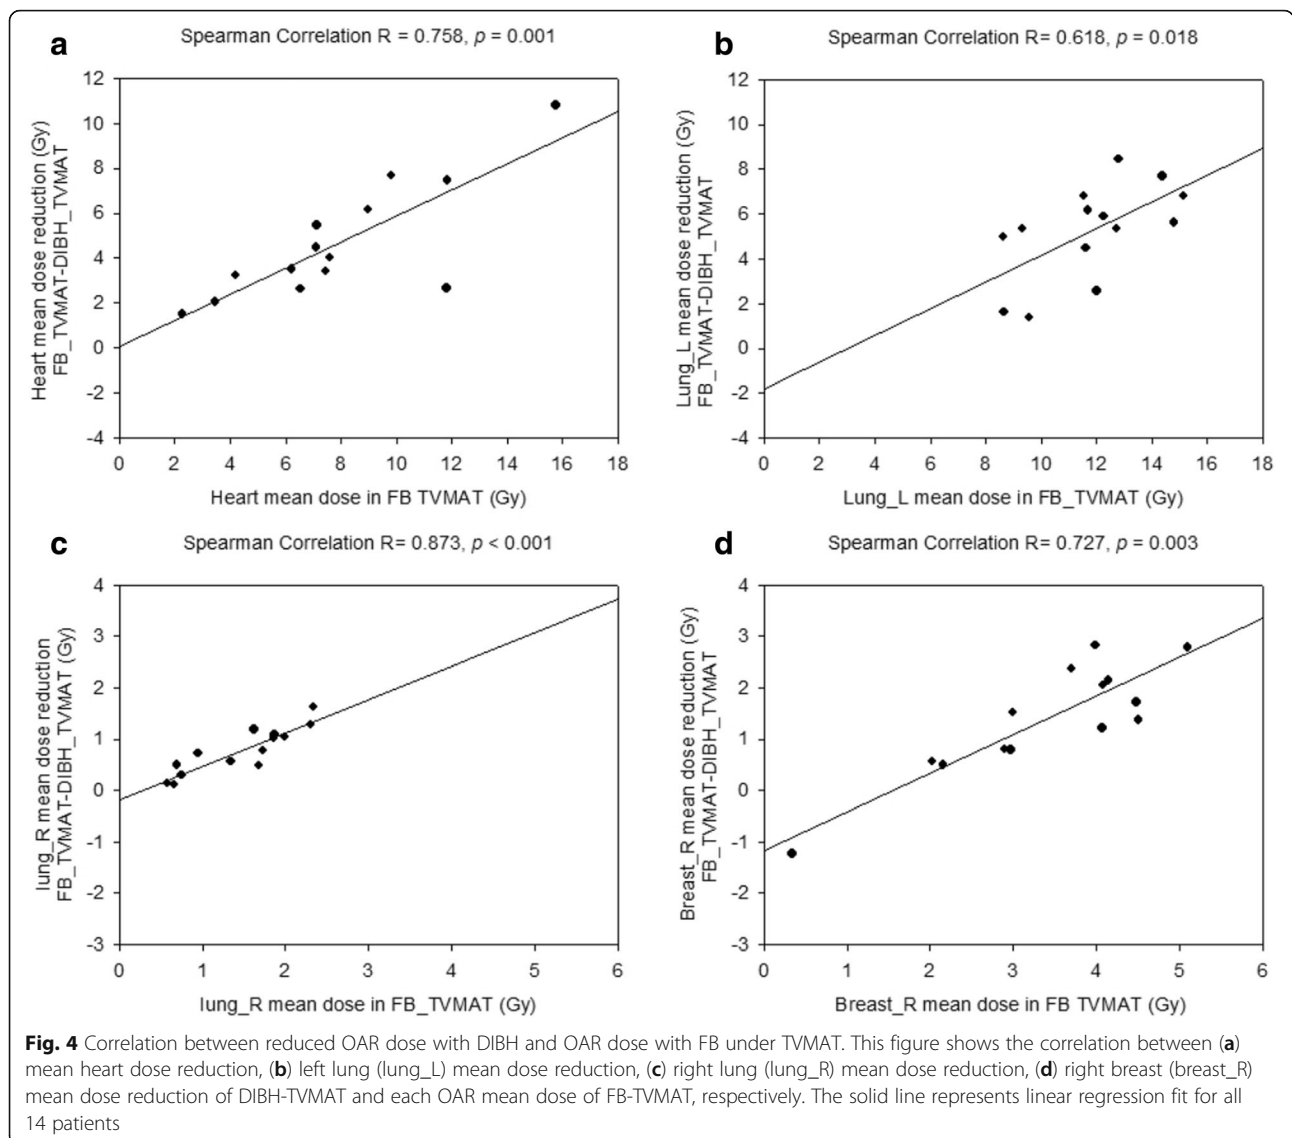 a
Spearman Correlation R = 0.758, p = 0.001
Heart mean dose reduction (Gy)
FB_TVMAT-DIBH_TVMAT
12
10
8
6
4
2
0
-2
-4
0 2 4 6 8 10 12 14 16 18
Heart mean dose in FB TVMAT (Gy)
b
Spearman Correlation R= 0.618, p = 0.018
Lung_L mean dose reduction (Gy)
FB_TVMAT-DIBH_TVMAT
12
10
8
6
4
2
0
-2
-4
0 2 4 6 8 10 12 14 16 18
Lung_L mean dose in FB_TVMAT (Gy)
c
Spearman Correlation R= 0.873, p < 0.001
lung_R mean dose reduction
FB_TVMAT-DIBH_TVMAT (Gy)
4
3
2
1
0
-1
-2
-3
0 1 2 3 4 5 6
lung_R mean dose in FB_TVMAT (Gy)
d
Spearman Correlation R= 0.727, p = 0.003
Breast_R mean dose reduction (Gy)
FB_TVMAT-DIBH_TVMAT
4
3
2
1
0
-1
-2
-3
0 1 2 3 4 5 6
Breast_R mean dose in FB TVMAT (Gy)
Fig. 4 Correlation between reduced OAR dose with DIBH and OAR dose with FB under TVMAT. This figure shows the correlation between (a)
mean heart dose reduction, (b) left lung (lung_L) mean dose reduction, (c) right lung (lung_R) mean dose reduction, (d) right breast (breast_R)
mean dose reduction of DIBH-TVMAT and each OAR mean dose of FB-TVMAT, respectively. The solid line represents linear regression fit for all
14 patients